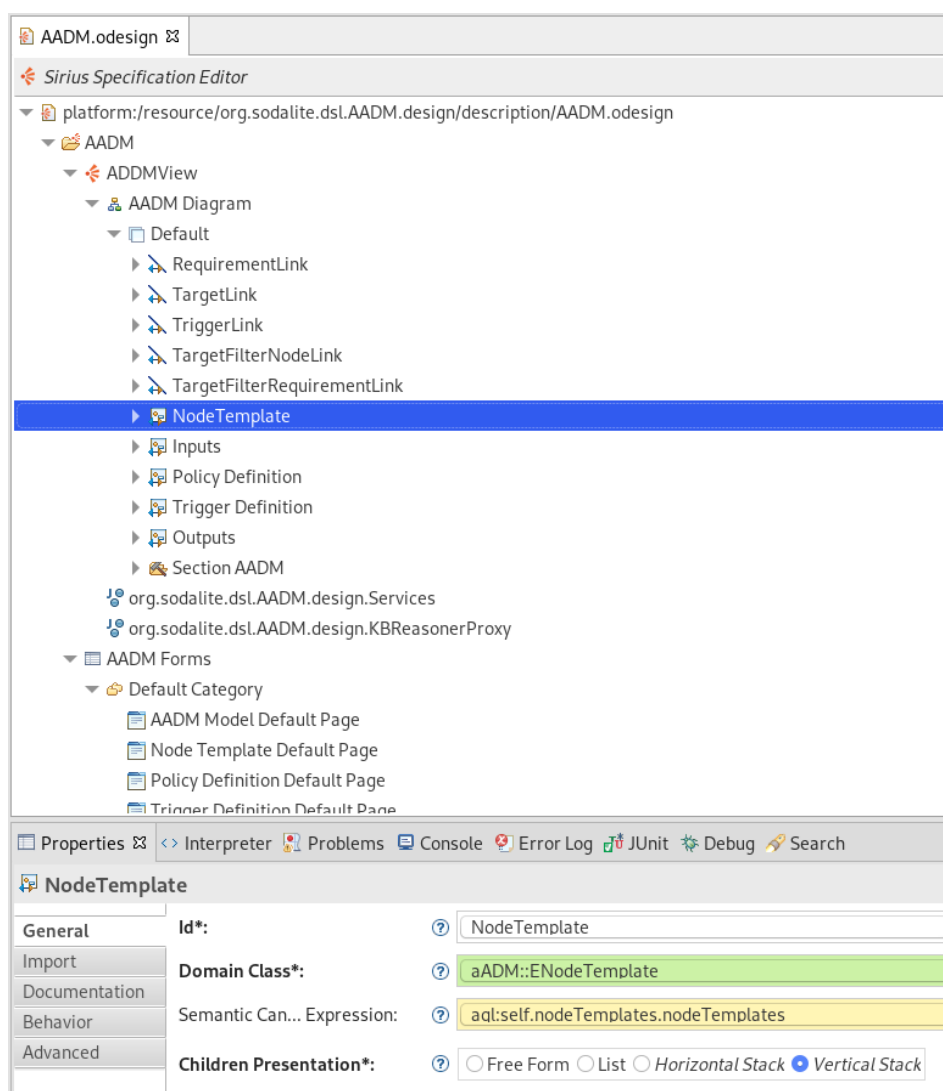 AADM.odesign
Sirius Specification Editor
platform:/resource/org.sodalite.dsl.AADM.design/description/AADM.odesign
AADM
ADDMView
AADM Diagram
Default
RequirementLink
TargetLink
TriggerLink
TargetFilterNodeLink
TargetFilterRequirementLink
NodeTemplate
Inputs
Policy Definition
Trigger Definition
Outputs
Section AADM
org.sodalite.dsl.AADM.design.Services
org.sodalite.dsl.AADM.design.KBReasonerProxy
AADM Forms
Default Category
AADM Model Default Page
Node Template Default Page
Policy Definition Default Page
Trigger Definition Default Page
Properties Interpreter Problems Console Error Log JUnit Debug Search
NodeTemplate
General Id*: NodeTemplate
Import
Domain Class*: aADM::ENodeTemplate
Documentation
Behavior Semantic Can... Expression: aql:self.nodeTemplates.nodeTemplates
Advanced
Children Presentation*: Free Form List Horizontal Stack Vertical Stack